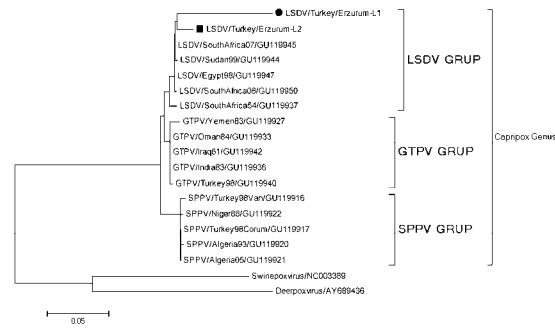 LSDV/Turkey/Erzurum-L1
LSDV/Turkey/Erzurum-L2
LSDV/SouthAfrica07/GU119945
LSDV/Sudan99/GU119944
LSDV/Egypt98/GU119947
LSDV/SouthAfrica06/GU119950
LSDV/SouthAfrica54/GU119937
LSDV GRUP
GTPV/Yemen83/GU119927
GTPV/Oman84/GU119933
GTPV/Iraq61/GU119942
GTPV/India83/GU119936
GTPV/Turkey98/GU119940
GTPV GRUP
Capripox Genus
SPPV/Turkey98Van/GU119916
SPPV/Niger88/GU119922
SPPV/Turkey98Corum/GU119917
SPPV/Algeria93/GU119920
SPPV/Algeria05/GU119921
SPPV GRUP
Swinepoxvirus/NC003389
Deerpoxvirus/AY689436
0.05